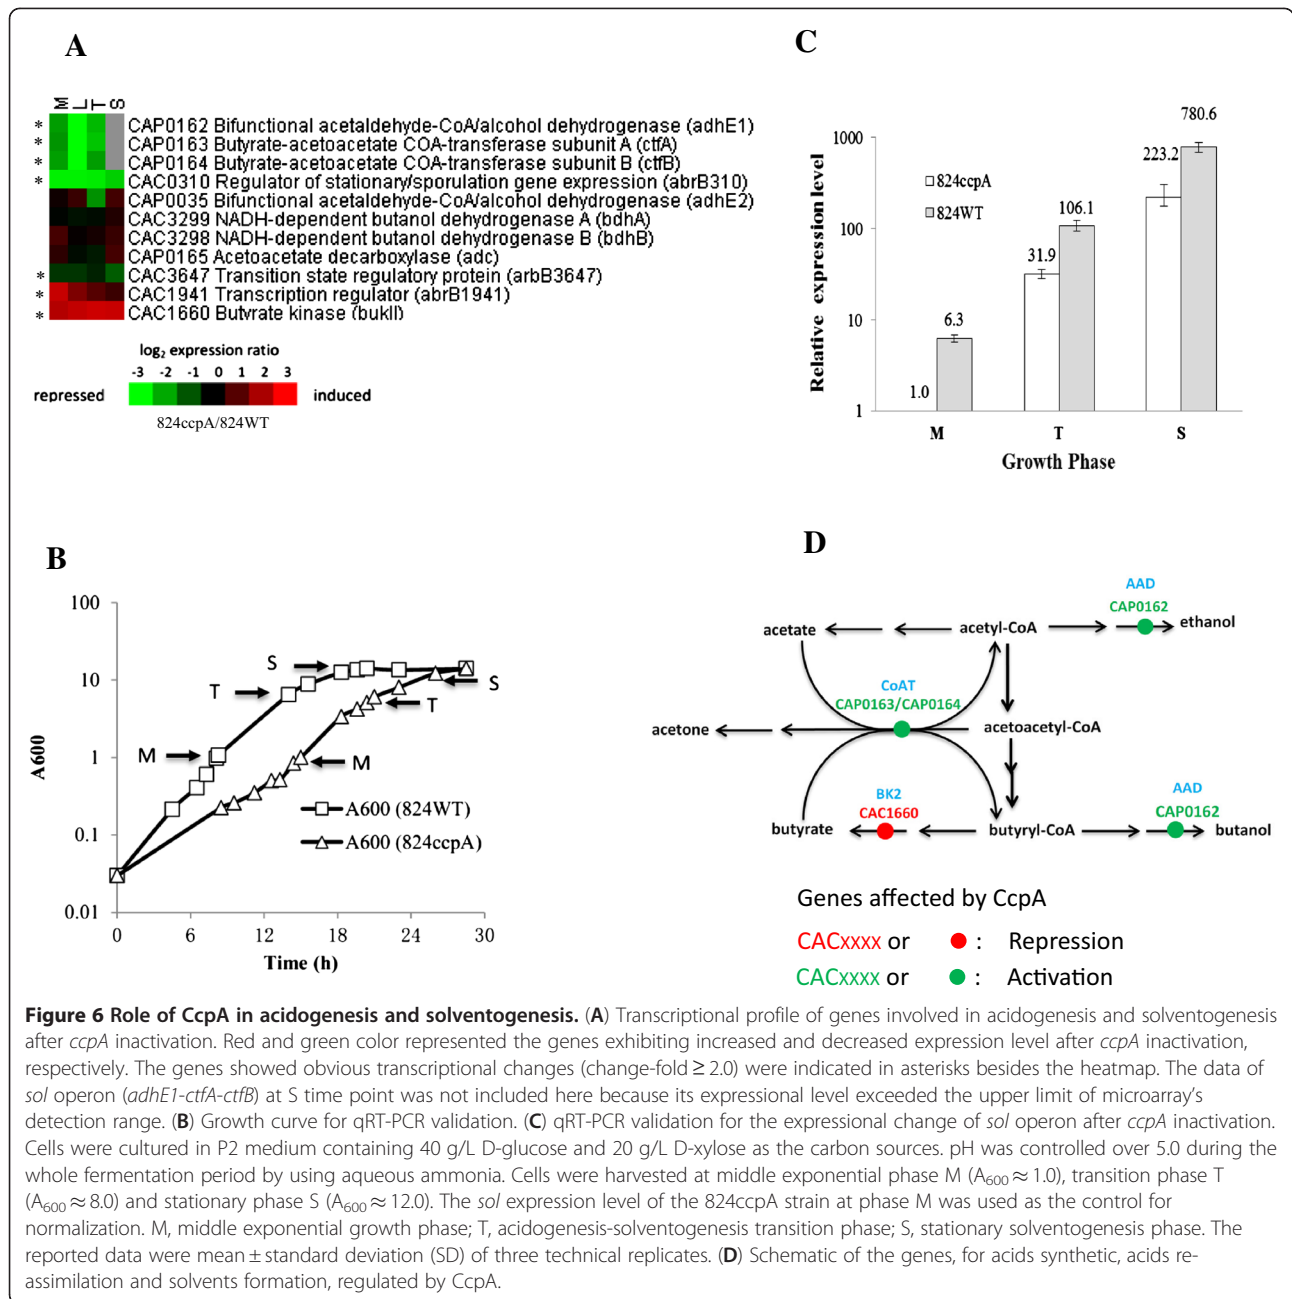 A
M L T S
* CAP0162 Bifunctional acetaldehyde-CoA/alcohol dehydrogenase (adhE1)
* CAP0163 Butyrate-acetoacetate COA-transferase subunit A (ctfA)
* CAP0164 Butyrate-acetoacetate COA-transferase subunit B (ctfB)
* CAC0310 Regulator of stationary/sporulation gene expression (abrB310)
CAP0035 Bifunctional acetaldehyde-CoA/alcohol dehydrogenase (adhE2)
CAC3299 NADH-dependent butanol dehydrogenase A (bdhA)
CAC3298 NADH-dependent butanol dehydrogenase B (bdhB)
CAP0165 Acetoacetate decarboxylase (adc)
* CAC3647 Transition state regulatory protein (arbB3647)
* CAC1941 Transcription regulator (abrB1941)
* CAC1660 Butyrate kinase (bukII)
log2 expression ratio
-3 -2 -1 0 1 2 3
repressed induced
824ccpA/824WT
C
Relative expression level
1000
100
10
1
824ccpA
824WT
1.0
6.3
31.9
106.1
223.2
780.6
M T S
Growth Phase
B
A600
100
10
1
0.1
0.01
S
T
M
S
T
M
A600 (824WT)
A600 (824ccpA)
0 6 12 18 24 30
Time (h)
D
AAD
CAP0162
acetate acetyl-CoA ethanol
CoAT
CAP0163/CAP0164
acetone acetoacetyl-CoA
BK2 AAD
CAC1660 CAP0162
butyrate butyryl-CoA butanol
Genes affected by CcpA
CACxxxx or : Repression
CACxxxx or : Activation
Figure 6 Role of CcpA in acidogenesis and solventogenesis. (A) Transcriptional profile of genes involved in acidogenesis and solventogenesis
after ccpA inactivation. Red and green color represented the genes exhibiting increased and decreased expression level after ccpA inactivation,
respectively. The genes showed obvious transcriptional changes (change-fold ≥ 2.0) were indicated in asterisks besides the heatmap. The data of
sol operon (adhE1-ctfA-ctfB) at S time point was not included here because its expressional level exceeded the upper limit of microarray's
detection range. (B) Growth curve for qRT-PCR validation. (C) qRT-PCR validation for the expressional change of sol operon after ccpA inactivation.
Cells were cultured in P2 medium containing 40 g/L D-glucose and 20 g/L D-xylose as the carbon sources. pH was controlled over 5.0 during the
whole fermentation period by using aqueous ammonia. Cells were harvested at middle exponential phase M (A600 ≈ 1.0), transition phase T
(A600 ≈ 8.0) and stationary phase S (A600 ≈ 12.0). The sol expression level of the 824ccpA strain at phase M was used as the control for
normalization. M, middle exponential growth phase; T, acidogenesis-solventogenesis transition phase; S, stationary solventogenesis phase. The
reported data were mean ± standard deviation (SD) of three technical replicates. (D) Schematic of the genes, for acids synthetic, acids re-
assimilation and solvents formation, regulated by CcpA.